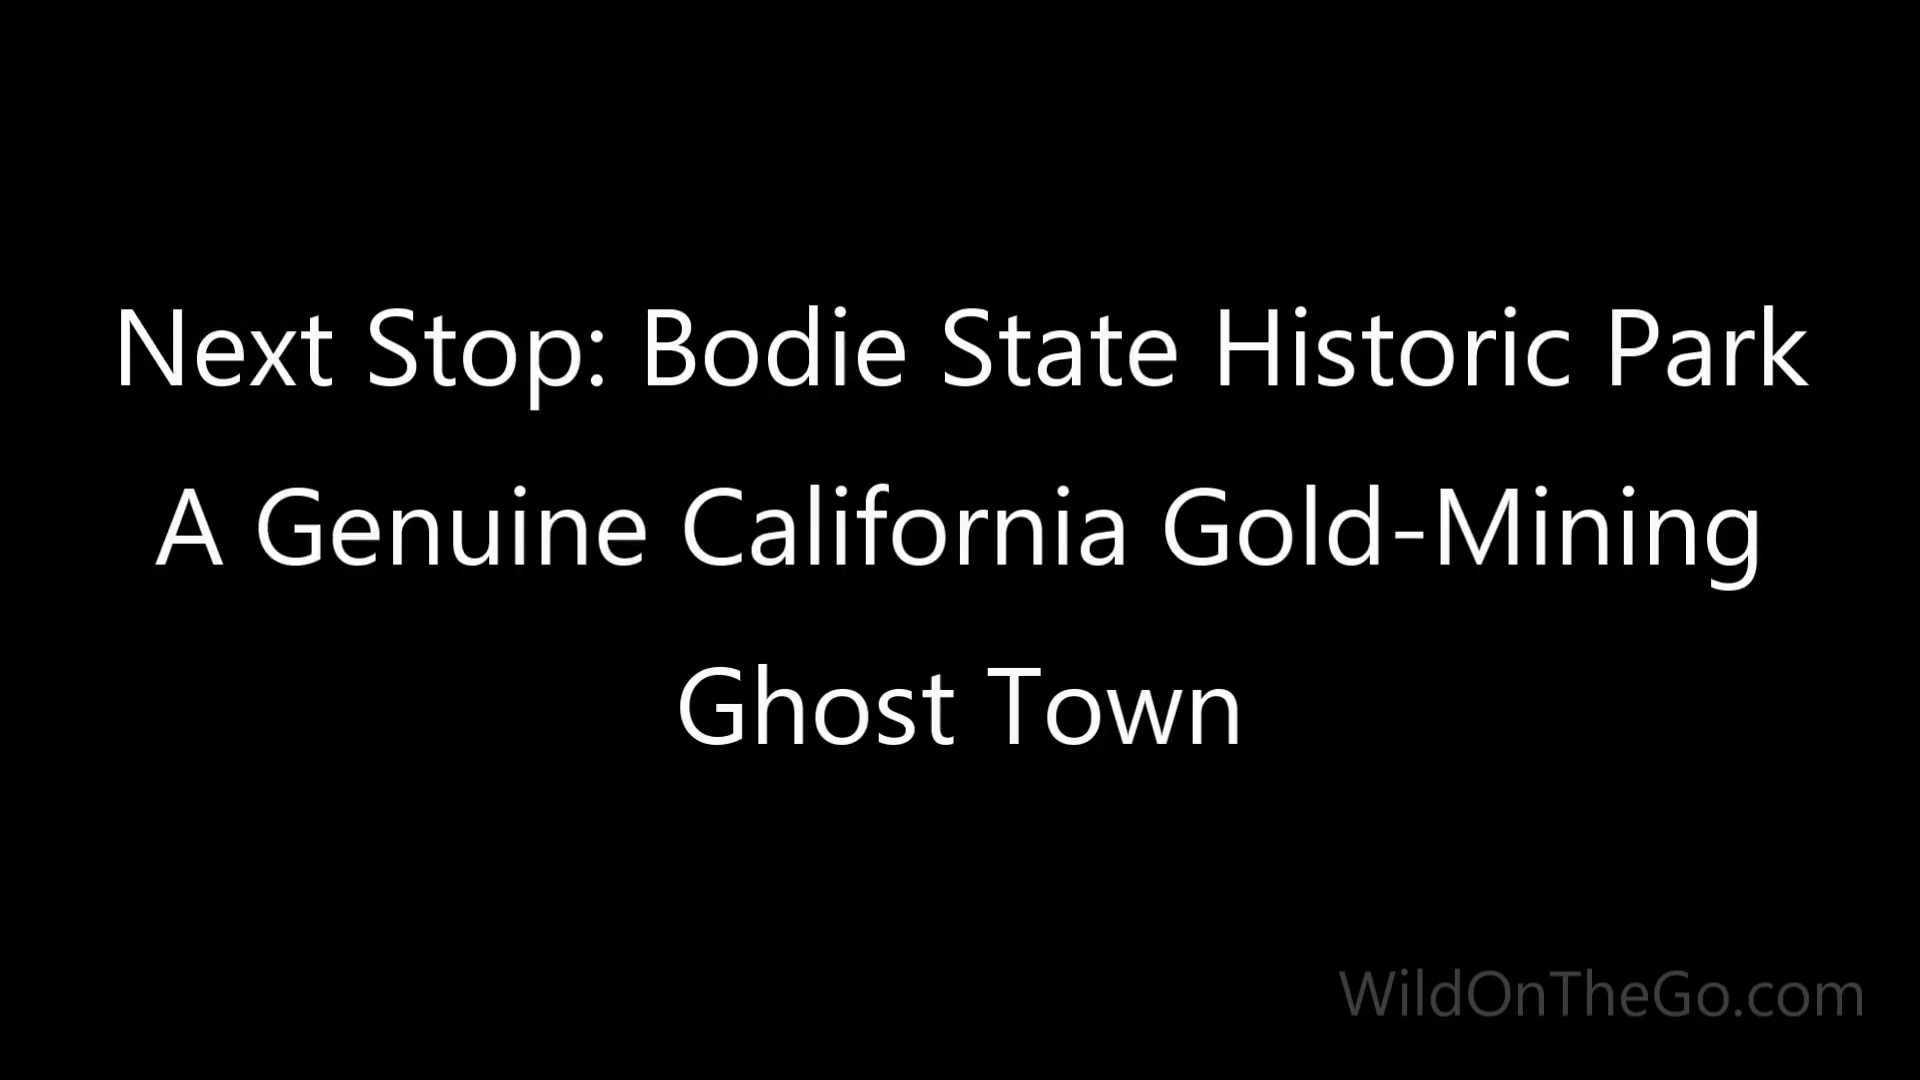 Next Stop: Bodie State Historic Park
A Genuine California Gold-Mining
Ghost Town
WildOnTheGo.com